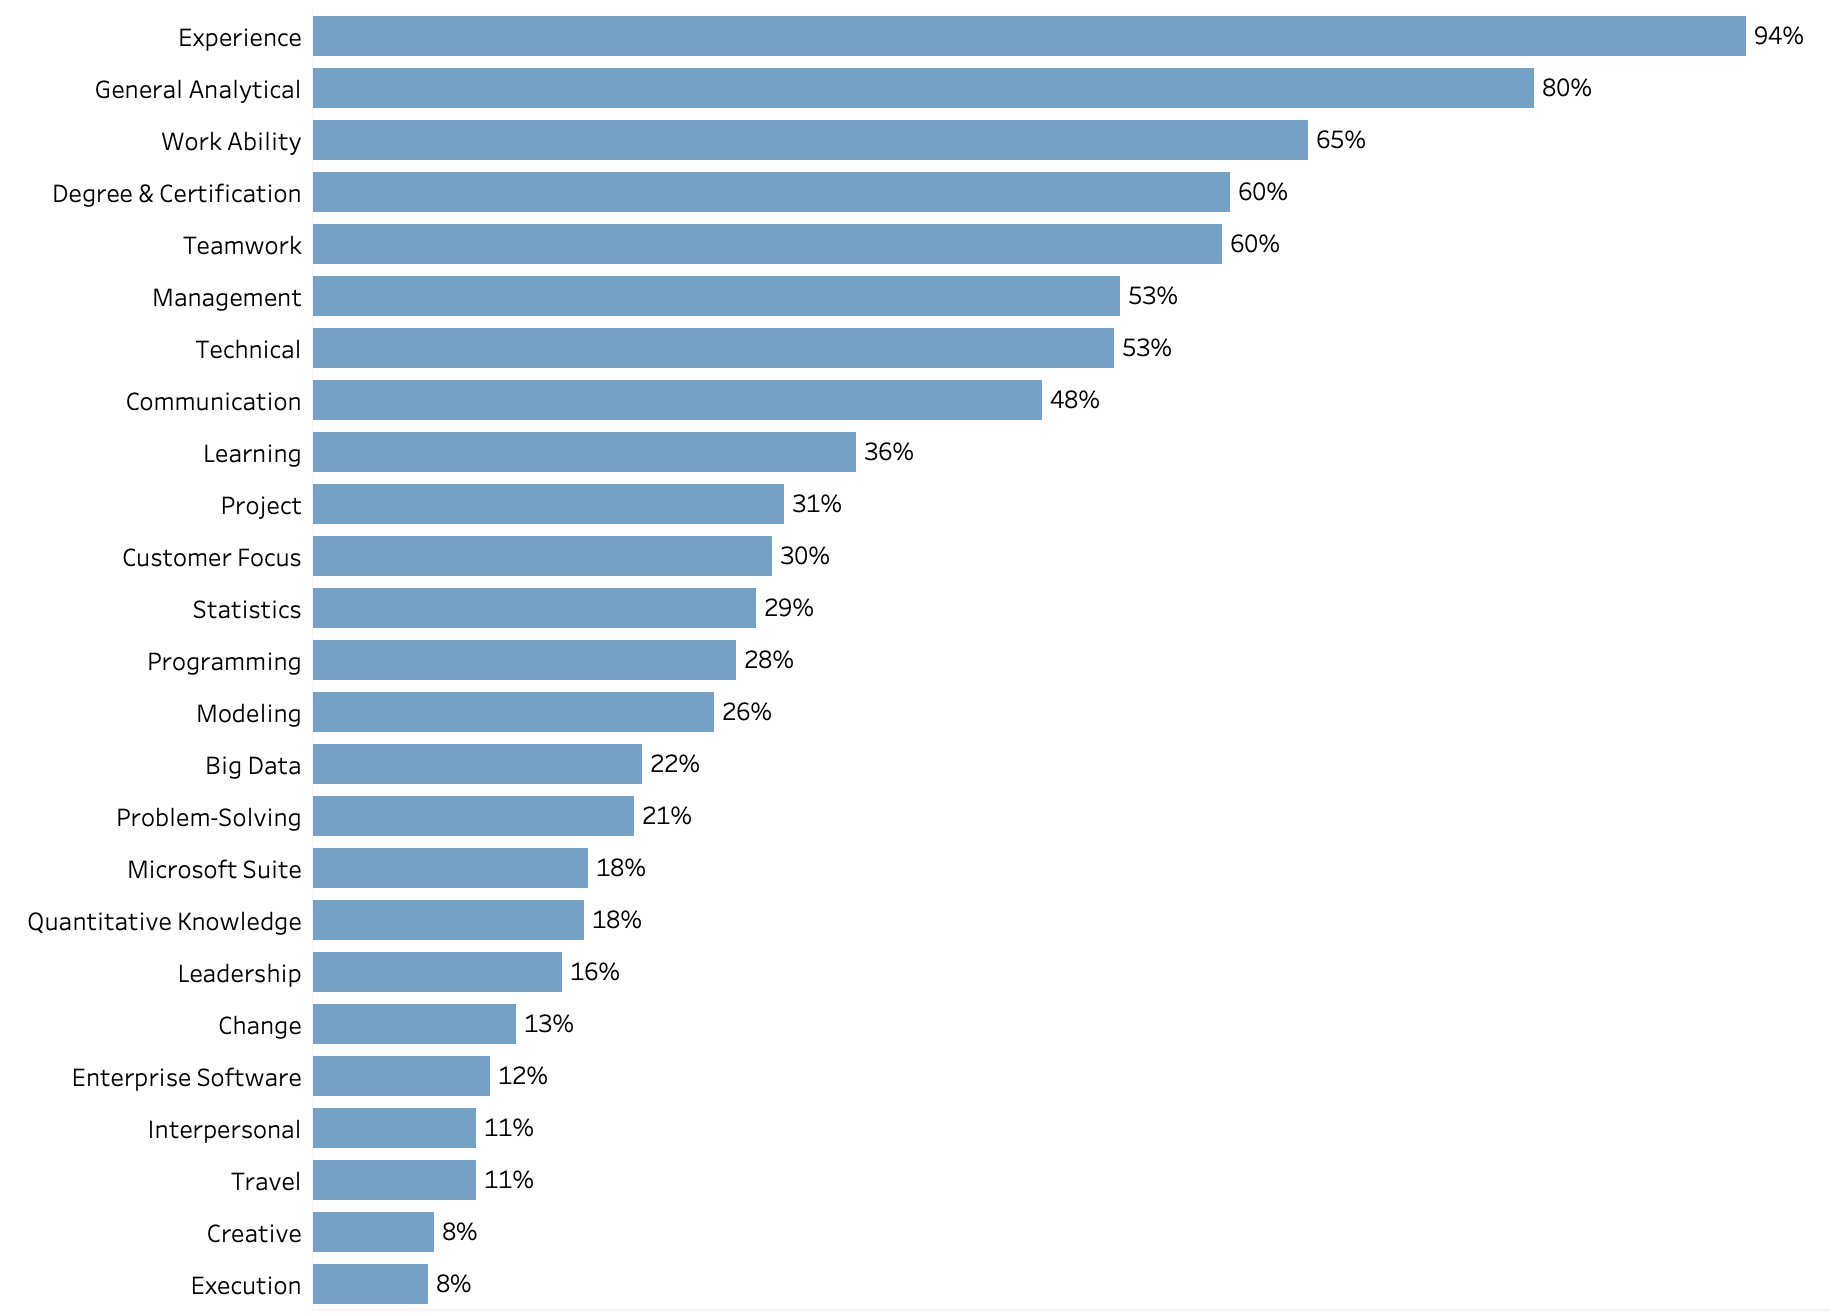 Experience 94%
General Analytical 80%
Work Ability 65%
Degree & Certification 60%
Teamwork 60%
Management 53%
Technical 53%
Communication 48%
Learning 36%
Project 31%
Customer Focus 30%
Statistics 29%
Programming 28%
Modeling 26%
Big Data 22%
Problem-Solving 21%
Microsoft Suite 18%
Quantitative Knowledge 18%
Leadership 16%
Change 13%
Enterprise Software 12%
Interpersonal 11%
Travel 11%
Creative 8%
Execution 8%